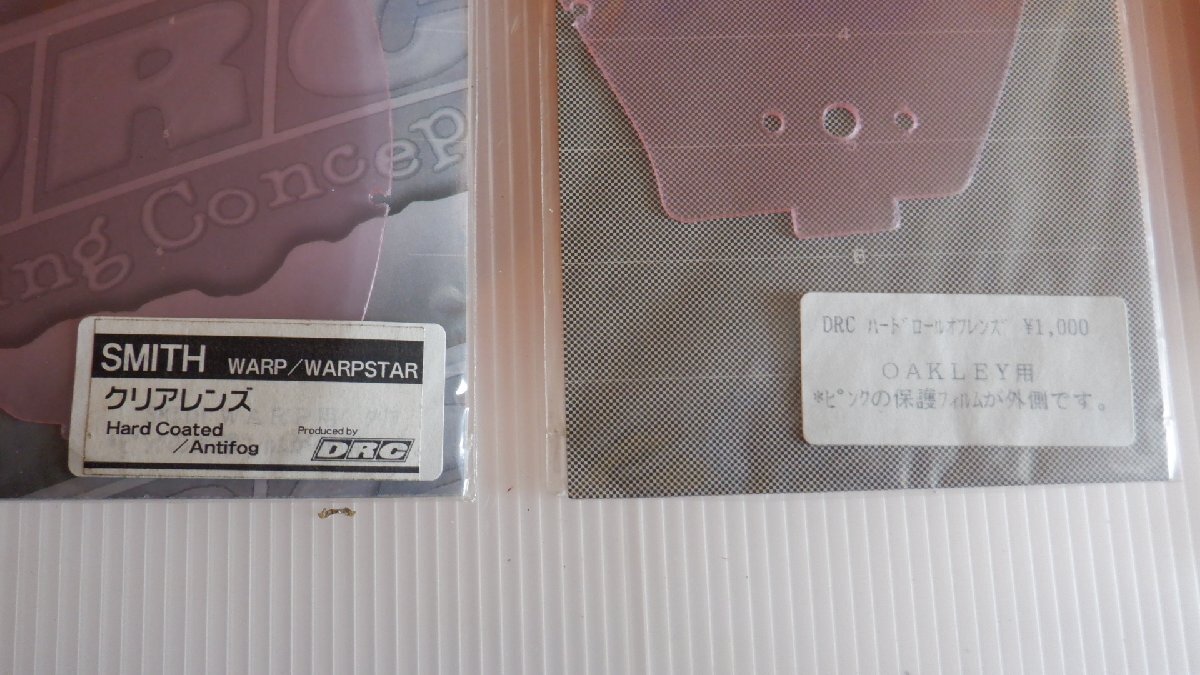 DRC
ing Concep
SMITH WARP/WARPSTAR
クリアレンズ
Hard Coated
/Antifog
Produced by
DRC
4
6
DRC ﾊｰﾄﾞﾛｰﾙｵﾌﾚﾝｽﾞ ¥1,000
OAKLEY用
*ﾋﾟﾝｸの保護ﾌｨﾙﾑが外側です。